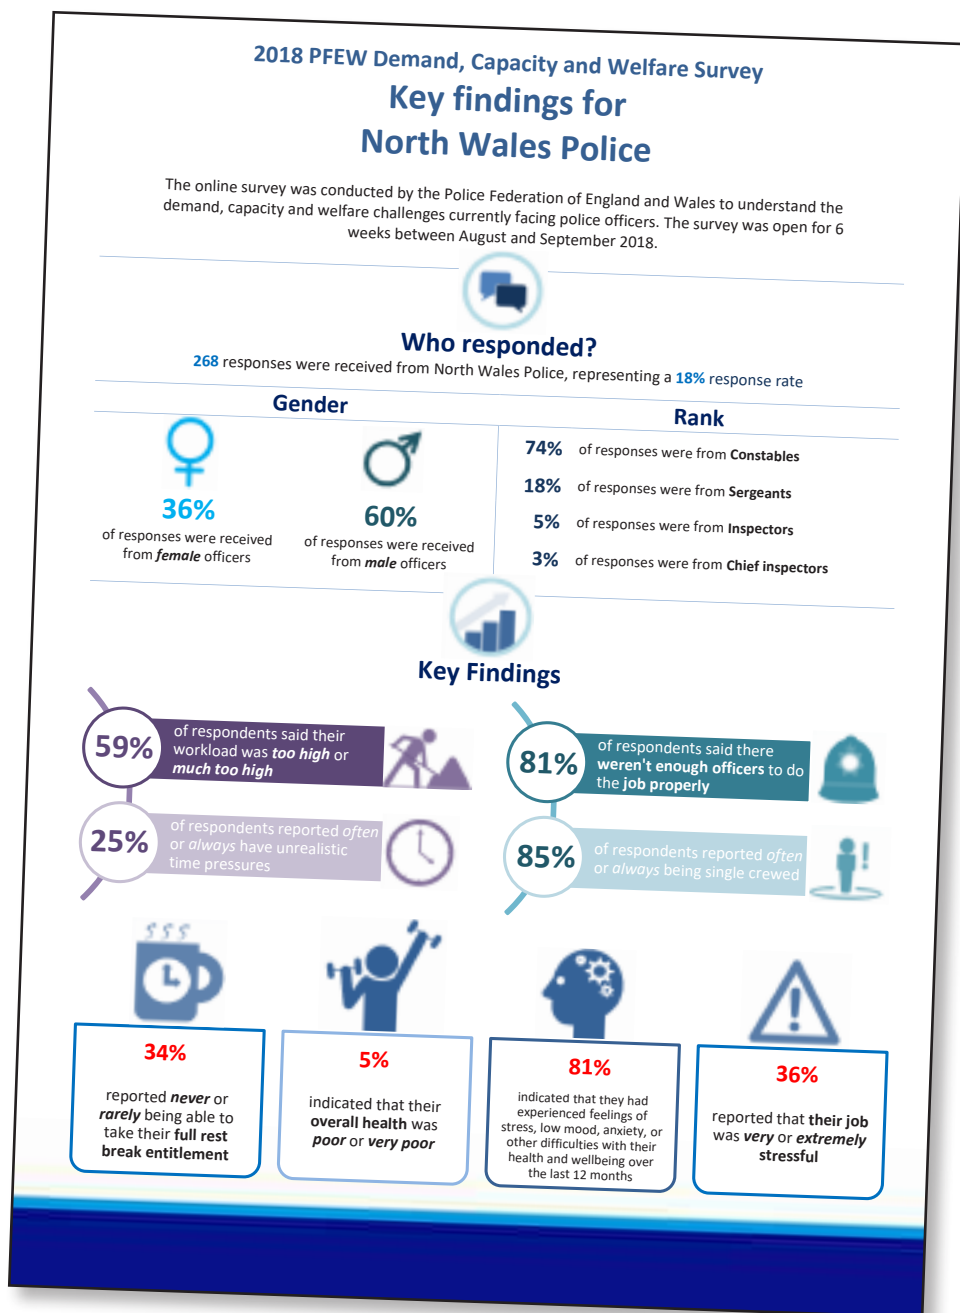 2018 PFEW Demand, Capacity and Welfare Survey
Key findings for
North Wales Police
The online survey was conducted by the Police Federation of England and Wales to understand the
demand, capacity and welfare challenges currently facing police officers. The survey was open for 6
weeks between August and September 2018.
Who responded?
268 responses were received from North Wales Police, representing a 18% response rate
Gender
36%
of responses were received
from female officers
60%
of responses were received
from male officers
Rank
74% of responses were from Constables
18% of responses were from Sergeants
5% of responses were from Inspectors
3% of responses were from Chief inspectors
Key Findings
59%
of respondents said their
workload was too high or
much too high
81%
of respondents said there
weren't enough officers to do
the job properly
25%
of respondents reported often
or always have unrealistic
time pressures
85%
of respondents reported often
or always being single crewed
34%
reported never or
rarely being able to
take their full rest
break entitlement
5%
indicated that their
overall health was
poor or very poor
81%
indicated that they had
experienced feelings of
stress, low mood, anxiety, or
other difficulties with their
health and wellbeing over
the last 12 months
36%
reported that their job
was very or extremely
stressful